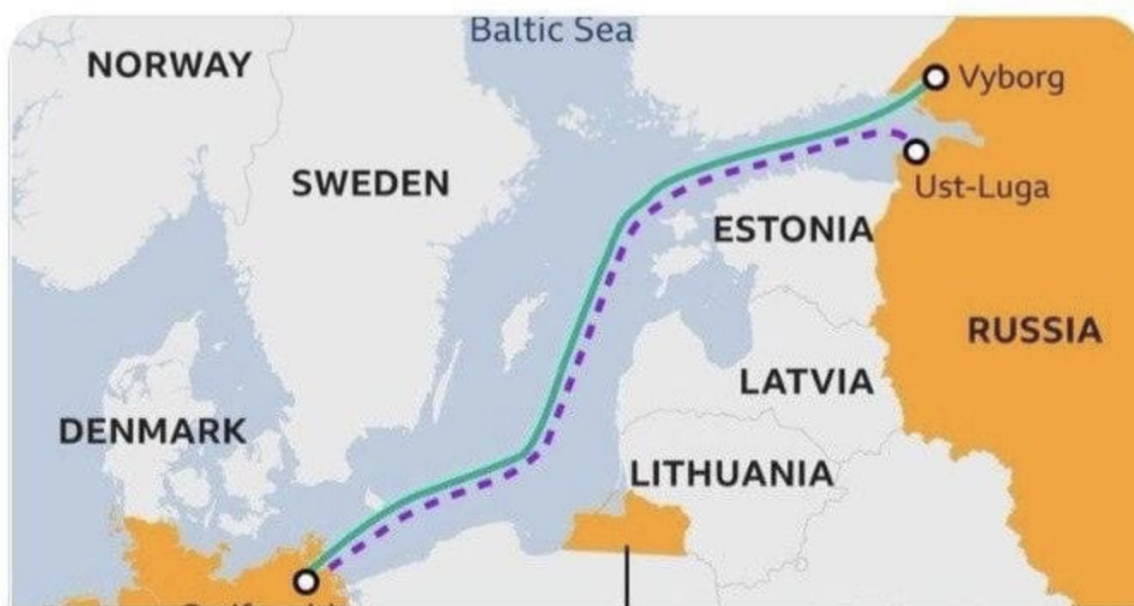 Baltic Sea
NORWAY
Vyborg
SWEDEN
Ust-Luga
ESTONIA
RUSSIA
LATVIA
DENMARK
LITHUANIA